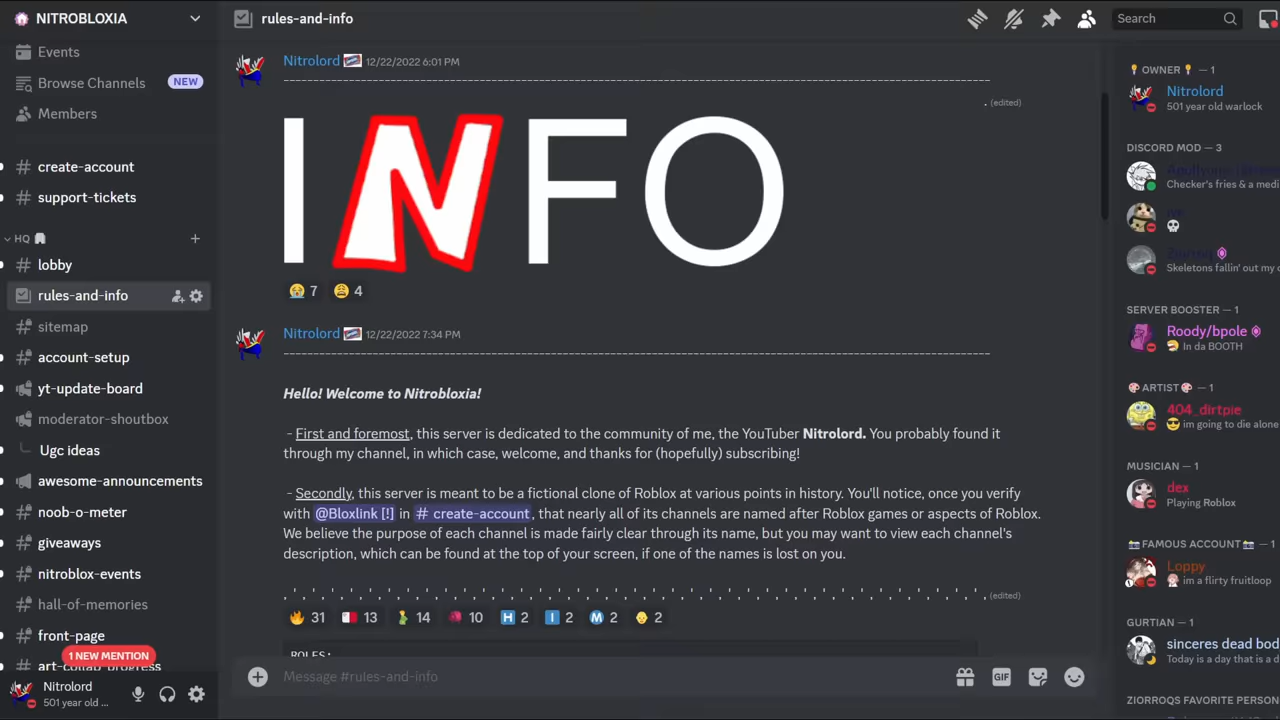 NITROBLOXIA
Events
Browse Channels NEW
Members
create-account
support-tickets
HQ
lobby
rules-and-info
sitemap
account-setup
yt-update-board
moderator-shoutbox
Ugc ideas
awesome-announcements
noob-o-meter
giveaways
nitroblox-events
hall-of-memories
front-page
1 NEW MENTION
art-collab-progress
Nitrolord
501 year old ...
rules-and-info
Search
Nitrolord 12/22/2022 6:01 PM
. (edited)
INFO
7 4
Nitrolord 12/22/2022 7:34 PM
Hello! Welcome to Nitrobloxia!
- First and foremost, this server is dedicated to the community of me, the YouTuber Nitrolord. You probably found it
through my channel, in which case, welcome, and thanks for (hopefully) subscribing!
- Secondly, this server is meant to be a fictional clone of Roblox at various points in history. You'll notice, once you verify
with @Bloxlink [!] in # create-account, that nearly all of its channels are named after Roblox games or aspects of Roblox.
We believe the purpose of each channel is made fairly clear through its name, but you may want to view each channel's
description, which can be found at the top of your screen, if one of the names is lost on you.
(edited)
31 13 14 10 H 2 I 2 M 2 2
ROLES:
Message #rules-and-info
GIF
OWNER — 1
Nitrolord
501 year old warlock
DISCORD MOD — 3
Checker's fries & a medi
Skeletons fallin' out my c
SERVER BOOSTER — 1
Roody/bpole
In da BOOTH
ARTIST — 1
404_dirtpie
im going to die alone
MUSICIAN — 1
dex
Playing Roblox
FAMOUS ACCOUNT — 1
Loppy
im a flirty fruitloop
GURTIAN — 1
sinceres dead bod
Today is a day that is a d
ZIORROQS FAVORITE PERSON